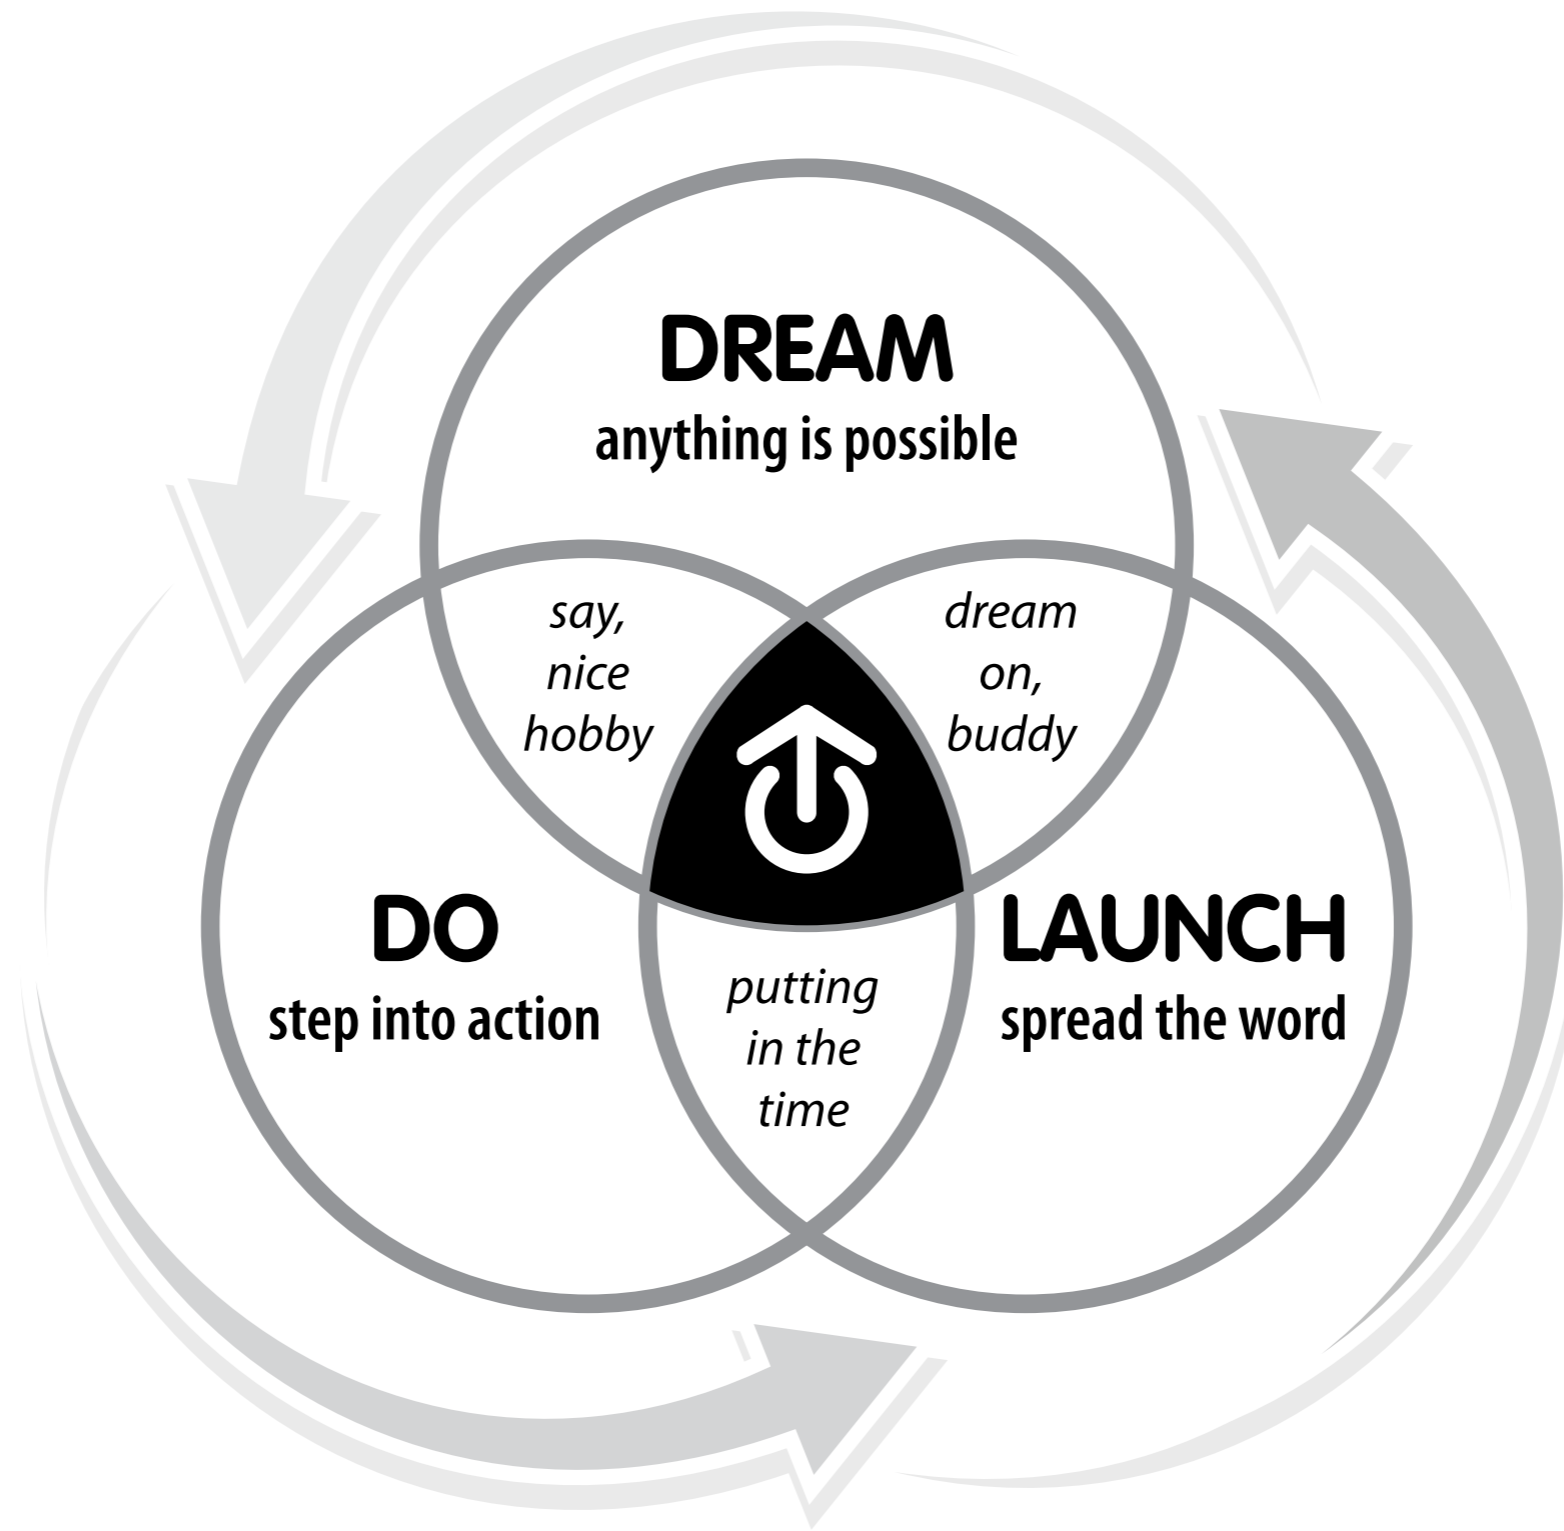 DREAM
anything is possible
say,
nice
hobby
dream
on,
buddy
DO
step into action
LAUNCH
spread the word
putting
in the
time